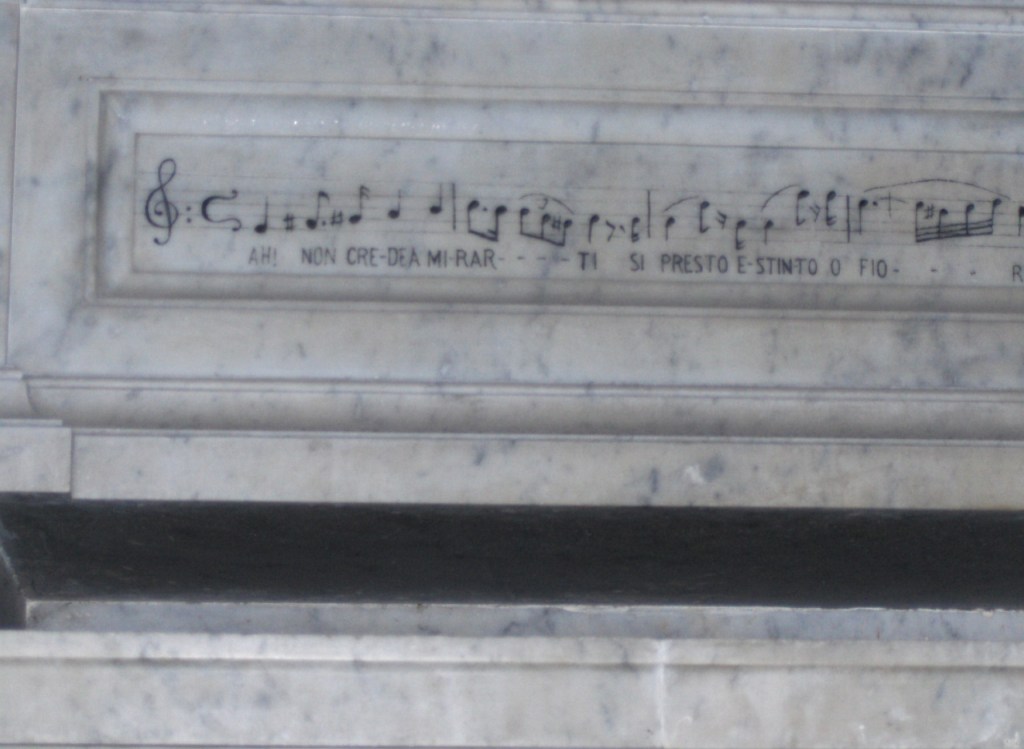 AH! NON CRE-DEA MI-RAR- - - - - TI SI PRESTO E-STINTO O FIO- - - R